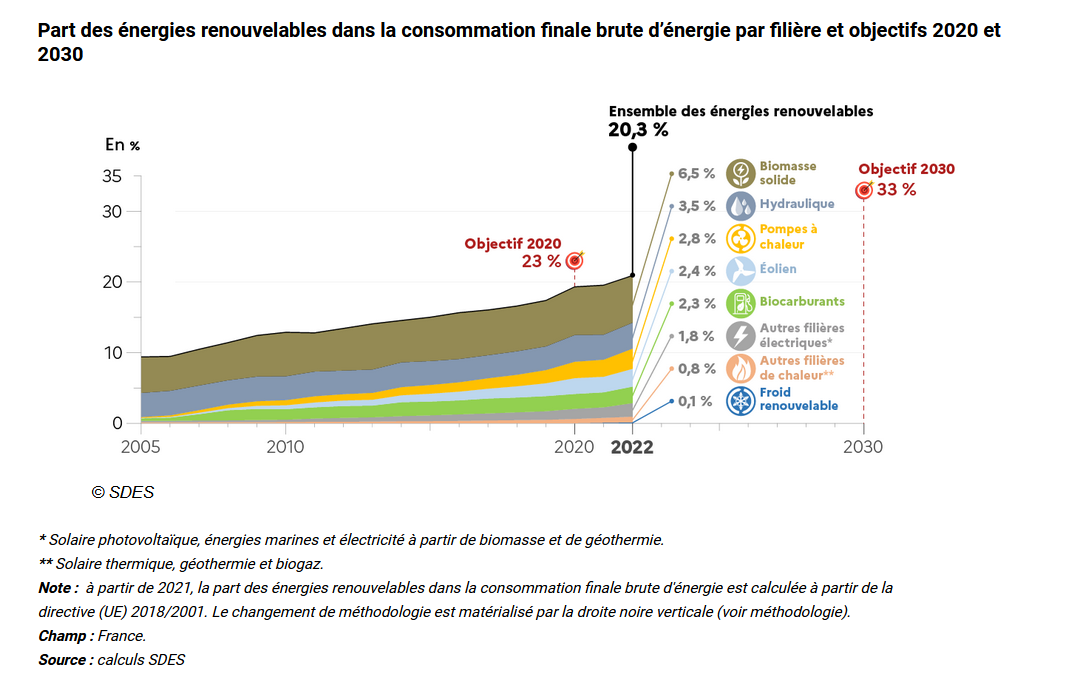 Part des énergies renouvelables dans la consommation finale brute d’énergie par filière et objectifs 2020 et
2030
Ensemble des énergies renouvelables
20,3 %
En %
35
30
20
10
0
Objectif 2020
23 %
6,5 %
Biomasse
solide
3,5 %
Hydraulique
2,8 %
Pompes à
chaleur
2,4 %
Éolien
2,3 %
Biocarburants
1,8 %
Autres filières
électriques*
0,8 %
Autres filières
de chaleur**
0,1 %
Froid
renouvelable
Objectif 2030
33 %
2005
2010
2020
2022
2030
© SDES
* Solaire photovoltaïque, énergies marines et électricité à partir de biomasse et de géothermie.
** Solaire thermique, géothermie et biogaz.
Note : à partir de 2021, la part des énergies renouvelables dans la consommation finale brute d'énergie est calculée à partir de la
directive (UE) 2018/2001. Le changement de méthodologie est matérialisé par la droite noire verticale (voir méthodologie).
Champ : France.
Source : calculs SDES